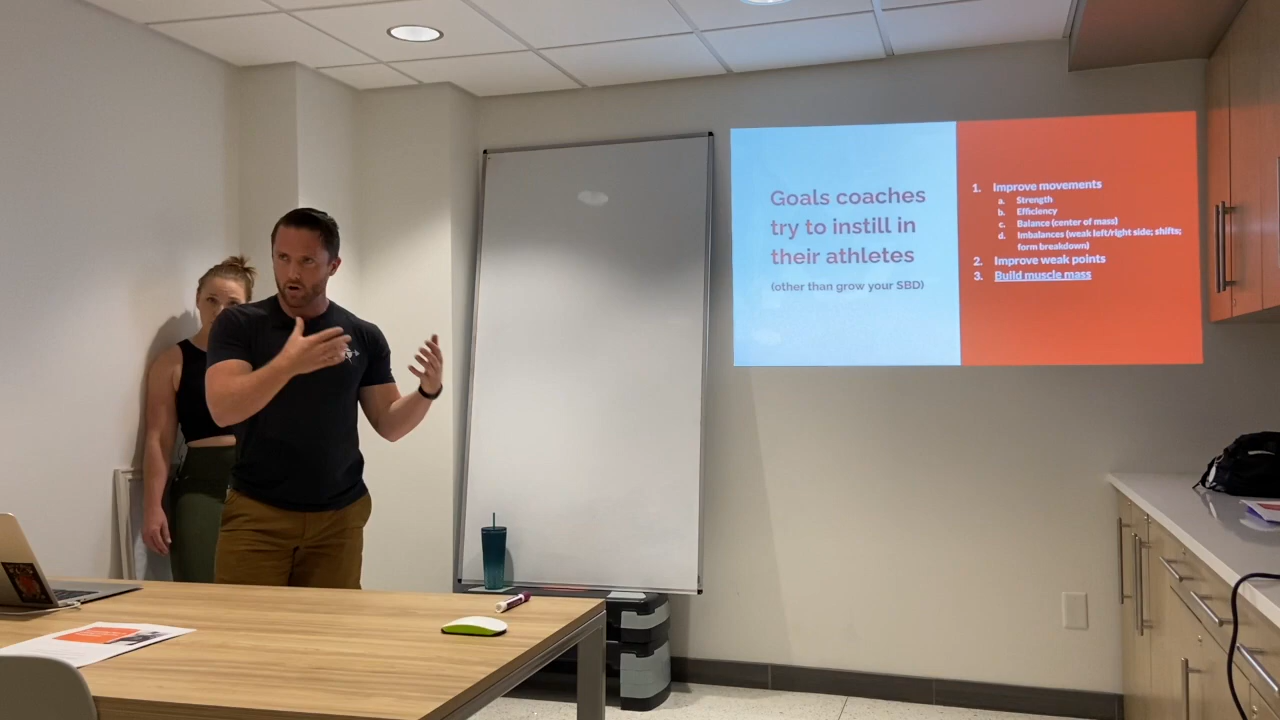 Goals coaches
try to instill in
their athletes
(other than grow your SBD)
1. Improve movements
a. Strength
b. Efficiency
c. Balance (center of mass)
d. Imbalances (weak left/right side; shifts;
form breakdown)
2. Improve weak points
3. Build muscle mass